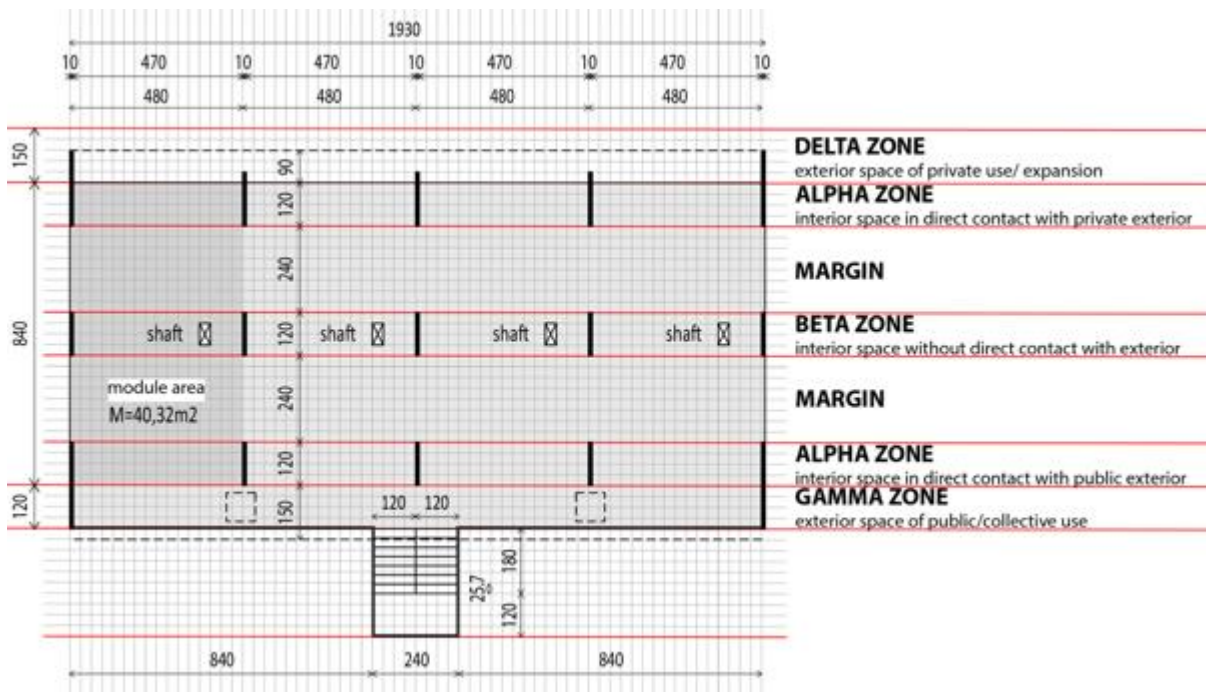 1930
10 470 10 470 10 470 10 470 10
480 480 480 480
150
90
DELTA ZONE
exterior space of private use/ expansion
120
ALPHA ZONE
interior space in direct contact with private exterior
240
MARGIN
840
shaft shaft shaft shaft
120
BETA ZONE
interior space without direct contact with exterior
module area
M=40,32m2
240
MARGIN
120
ALPHA ZONE
interior space in direct contact with public exterior
120
150
120 120
GAMMA ZONE
exterior space of public/collective use
25,7
180
120
840 240 840